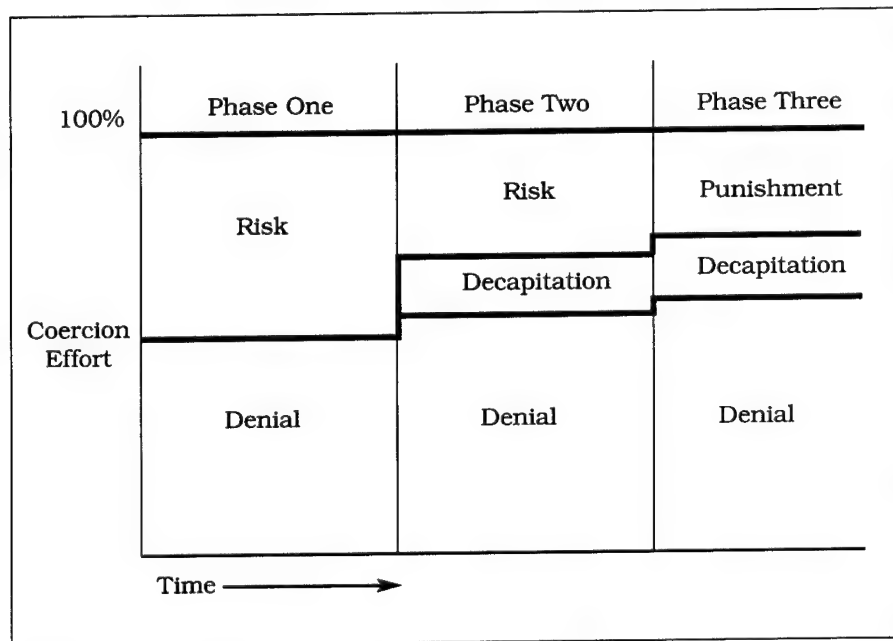 Phase One
Phase Two
Phase Three
100%
Risk
Risk
Punishment
Decapitation
Decapitation
Coercion
Effort
Denial
Denial
Denial
Time